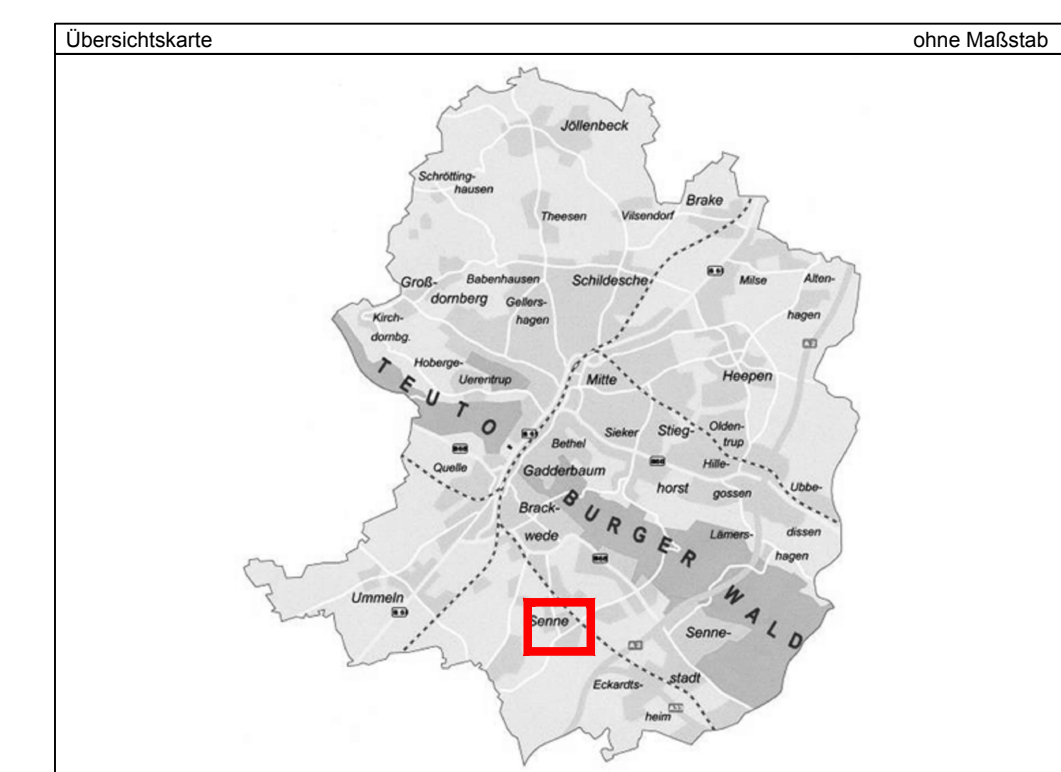 Übersichtskarte ohne Maßstab
Jöllenbeck
Schrötting-
hausen
Theesen
Vilsendorf
Brake
Groß-
dornberg
Babenhausen
Gellers-
hagen
Schildesche
Milse
Alten-
hagen
Kirch-
dornbg.
Hoberge-
Uerentrup
Mitte
Heepen
TEUTO-
Quelle
Bethel
Gadderbaum
Sieker
Stieg-
horst
Olden-
trup
Hille-
gossen
Ubbe-
dissen
Brack-
wede
BURGER WALD
Lämers-
hagen
Ummeln
Senne
Senne-
stadt
Eckardts-
heim